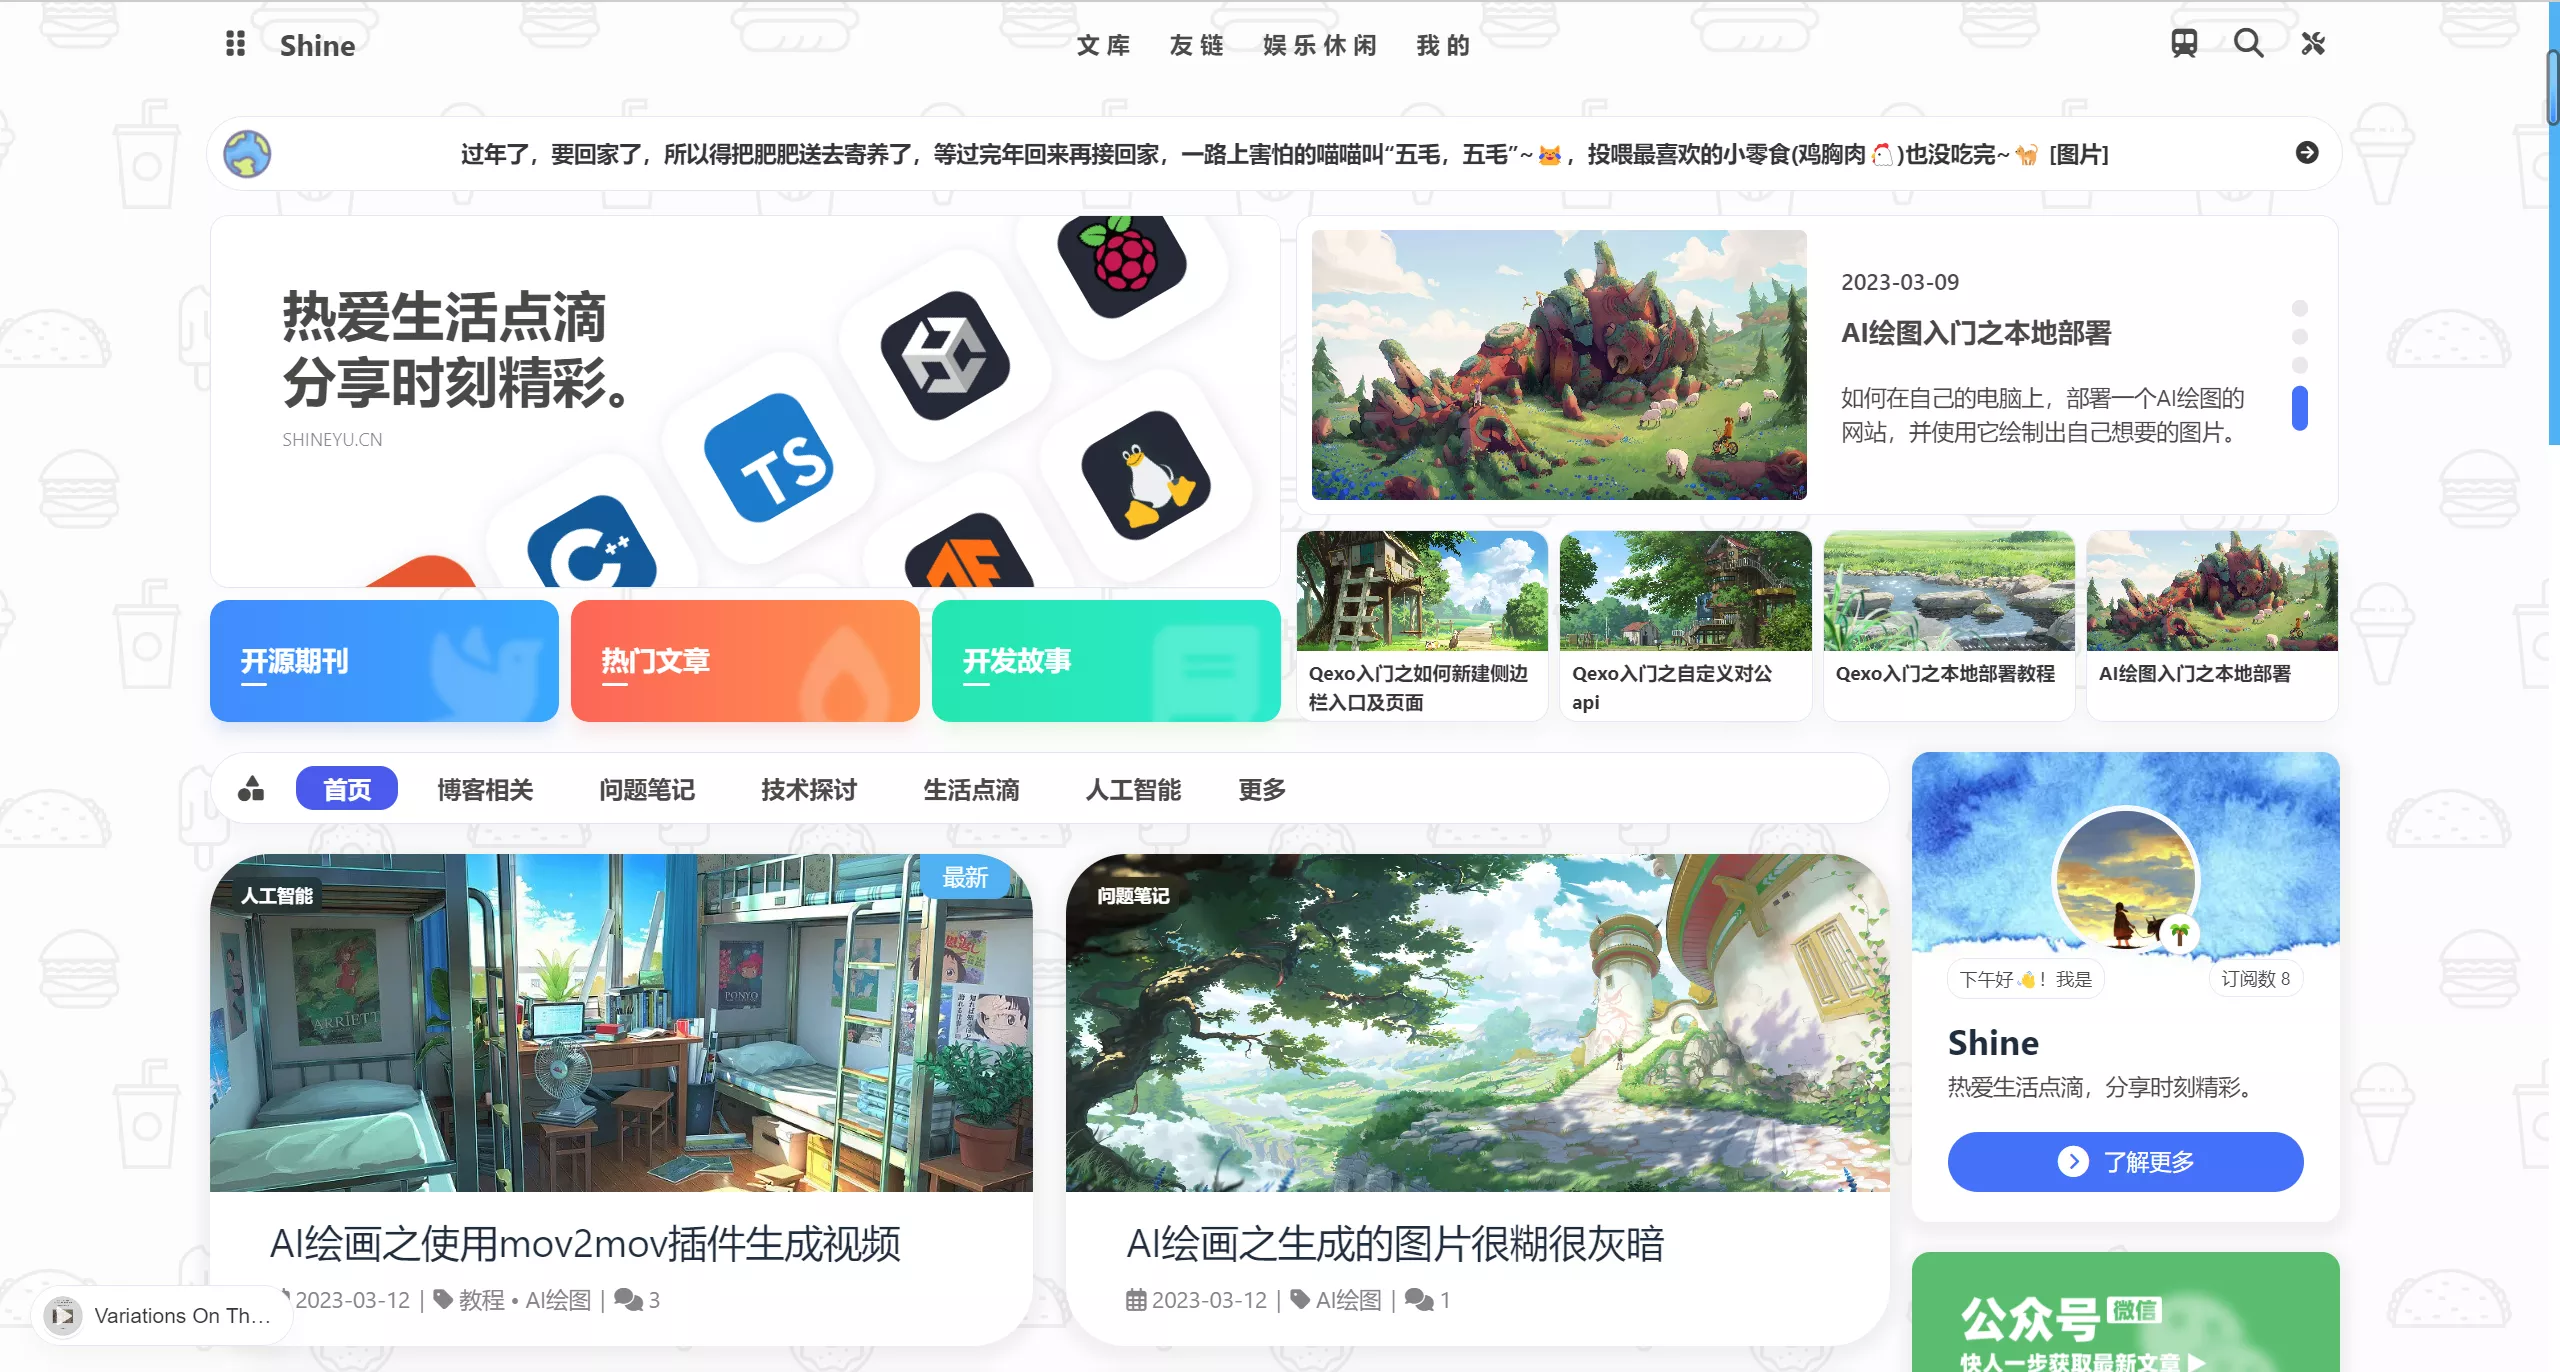 Shine
文库 友链 娱乐休闲 我的
过年了，要回家了，所以得把肥肥送去寄养了，等过完年回来再接回家，一路上害怕的喵喵叫“五毛，五毛”~😹，投喂最喜欢的小零食(鸡胸肉🐔)也没吃完~🐈 [图片]
热爱生活点滴
分享时刻精彩。
SHINEYU.CN
TS
C++
2023-03-09
AI绘图入门之本地部署
如何在自己的电脑上，部署一个AI绘图的
网站，并使用它绘制出自己想要的图片。
开源期刊
热门文章
开发故事
Qexo入门之如何新建侧边
栏入口及页面
Qexo入门之自定义对公
api
Qexo入门之本地部署教程
AI绘图入门之本地部署
首页 博客相关 问题笔记 技术探讨 生活点滴 人工智能 更多
人工智能
最新
ARRIETTY
PONYO
AI绘画之使用mov2mov插件生成视频
2023-03-12 | 教程 • AI绘图 | 3
问题笔记
AI绘画之生成的图片很糊很灰暗
2023-03-12 | AI绘图 | 1
下午好👋！我是
订阅数 8
Shine
热爱生活点滴，分享时刻精彩。
了解更多
公众号 微信
快人一步获取最新文章 ▶
Variations On Th…